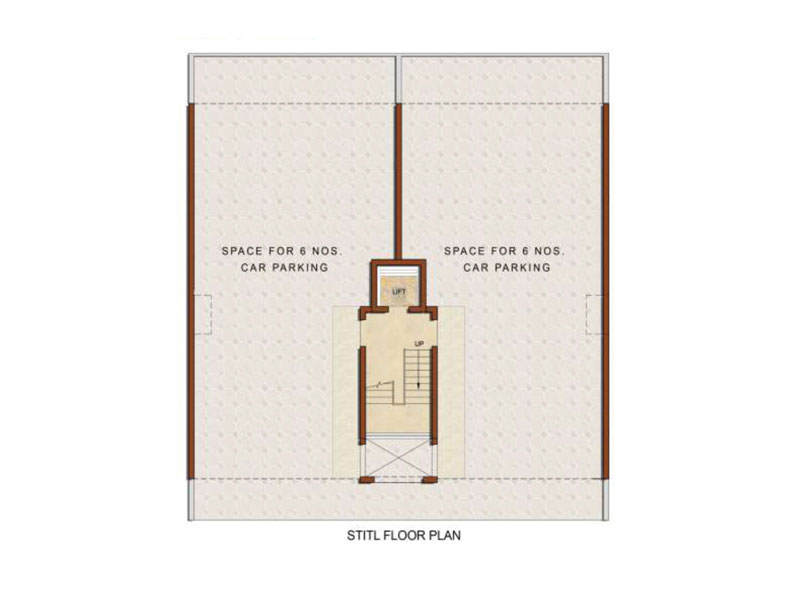 SPACE FOR 6 NOS.
CAR PARKING
SPACE FOR 6 NOS.
CAR PARKING
LIFT
UP
STITL FLOOR PLAN